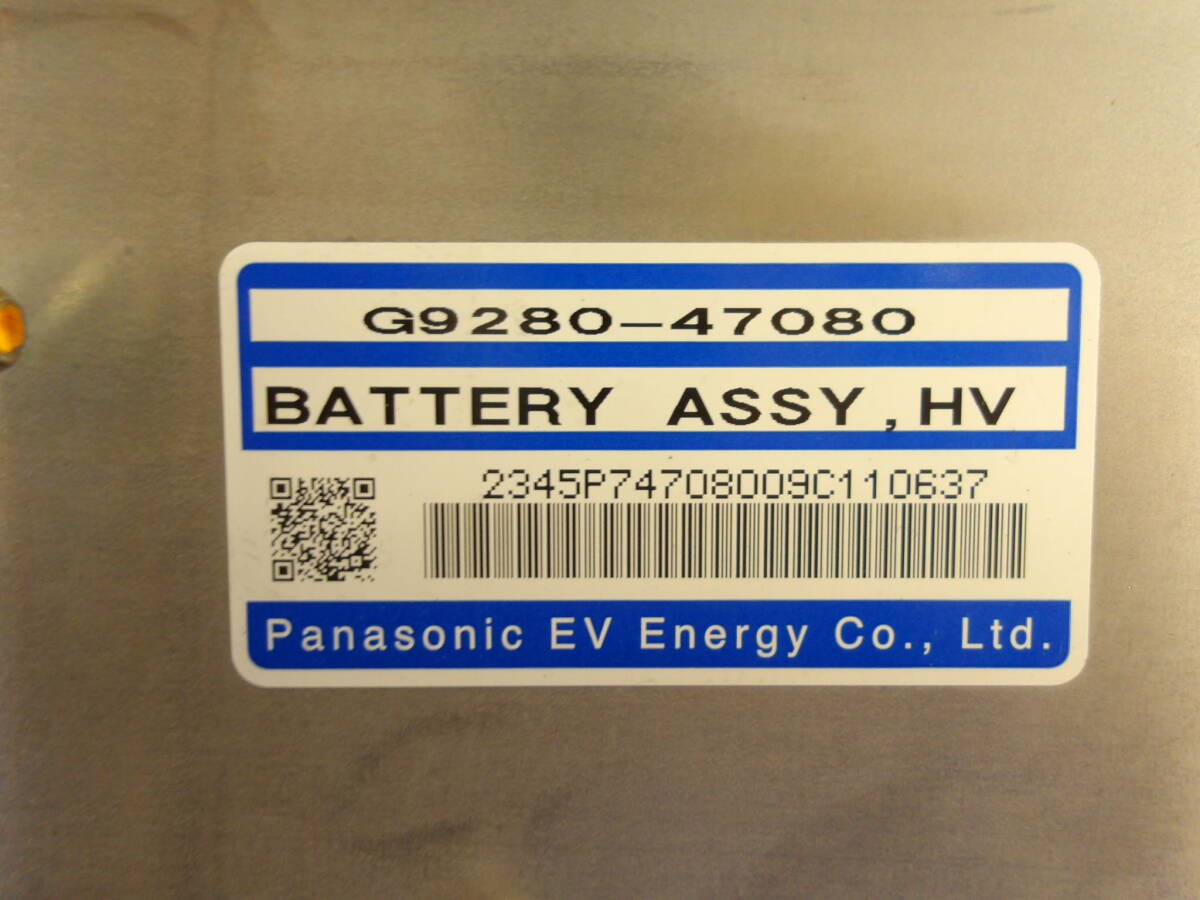 G9280-47080
BATTERY ASSY,HV
2345P74708009C110637
Panasonic EV Energy Co., Ltd.